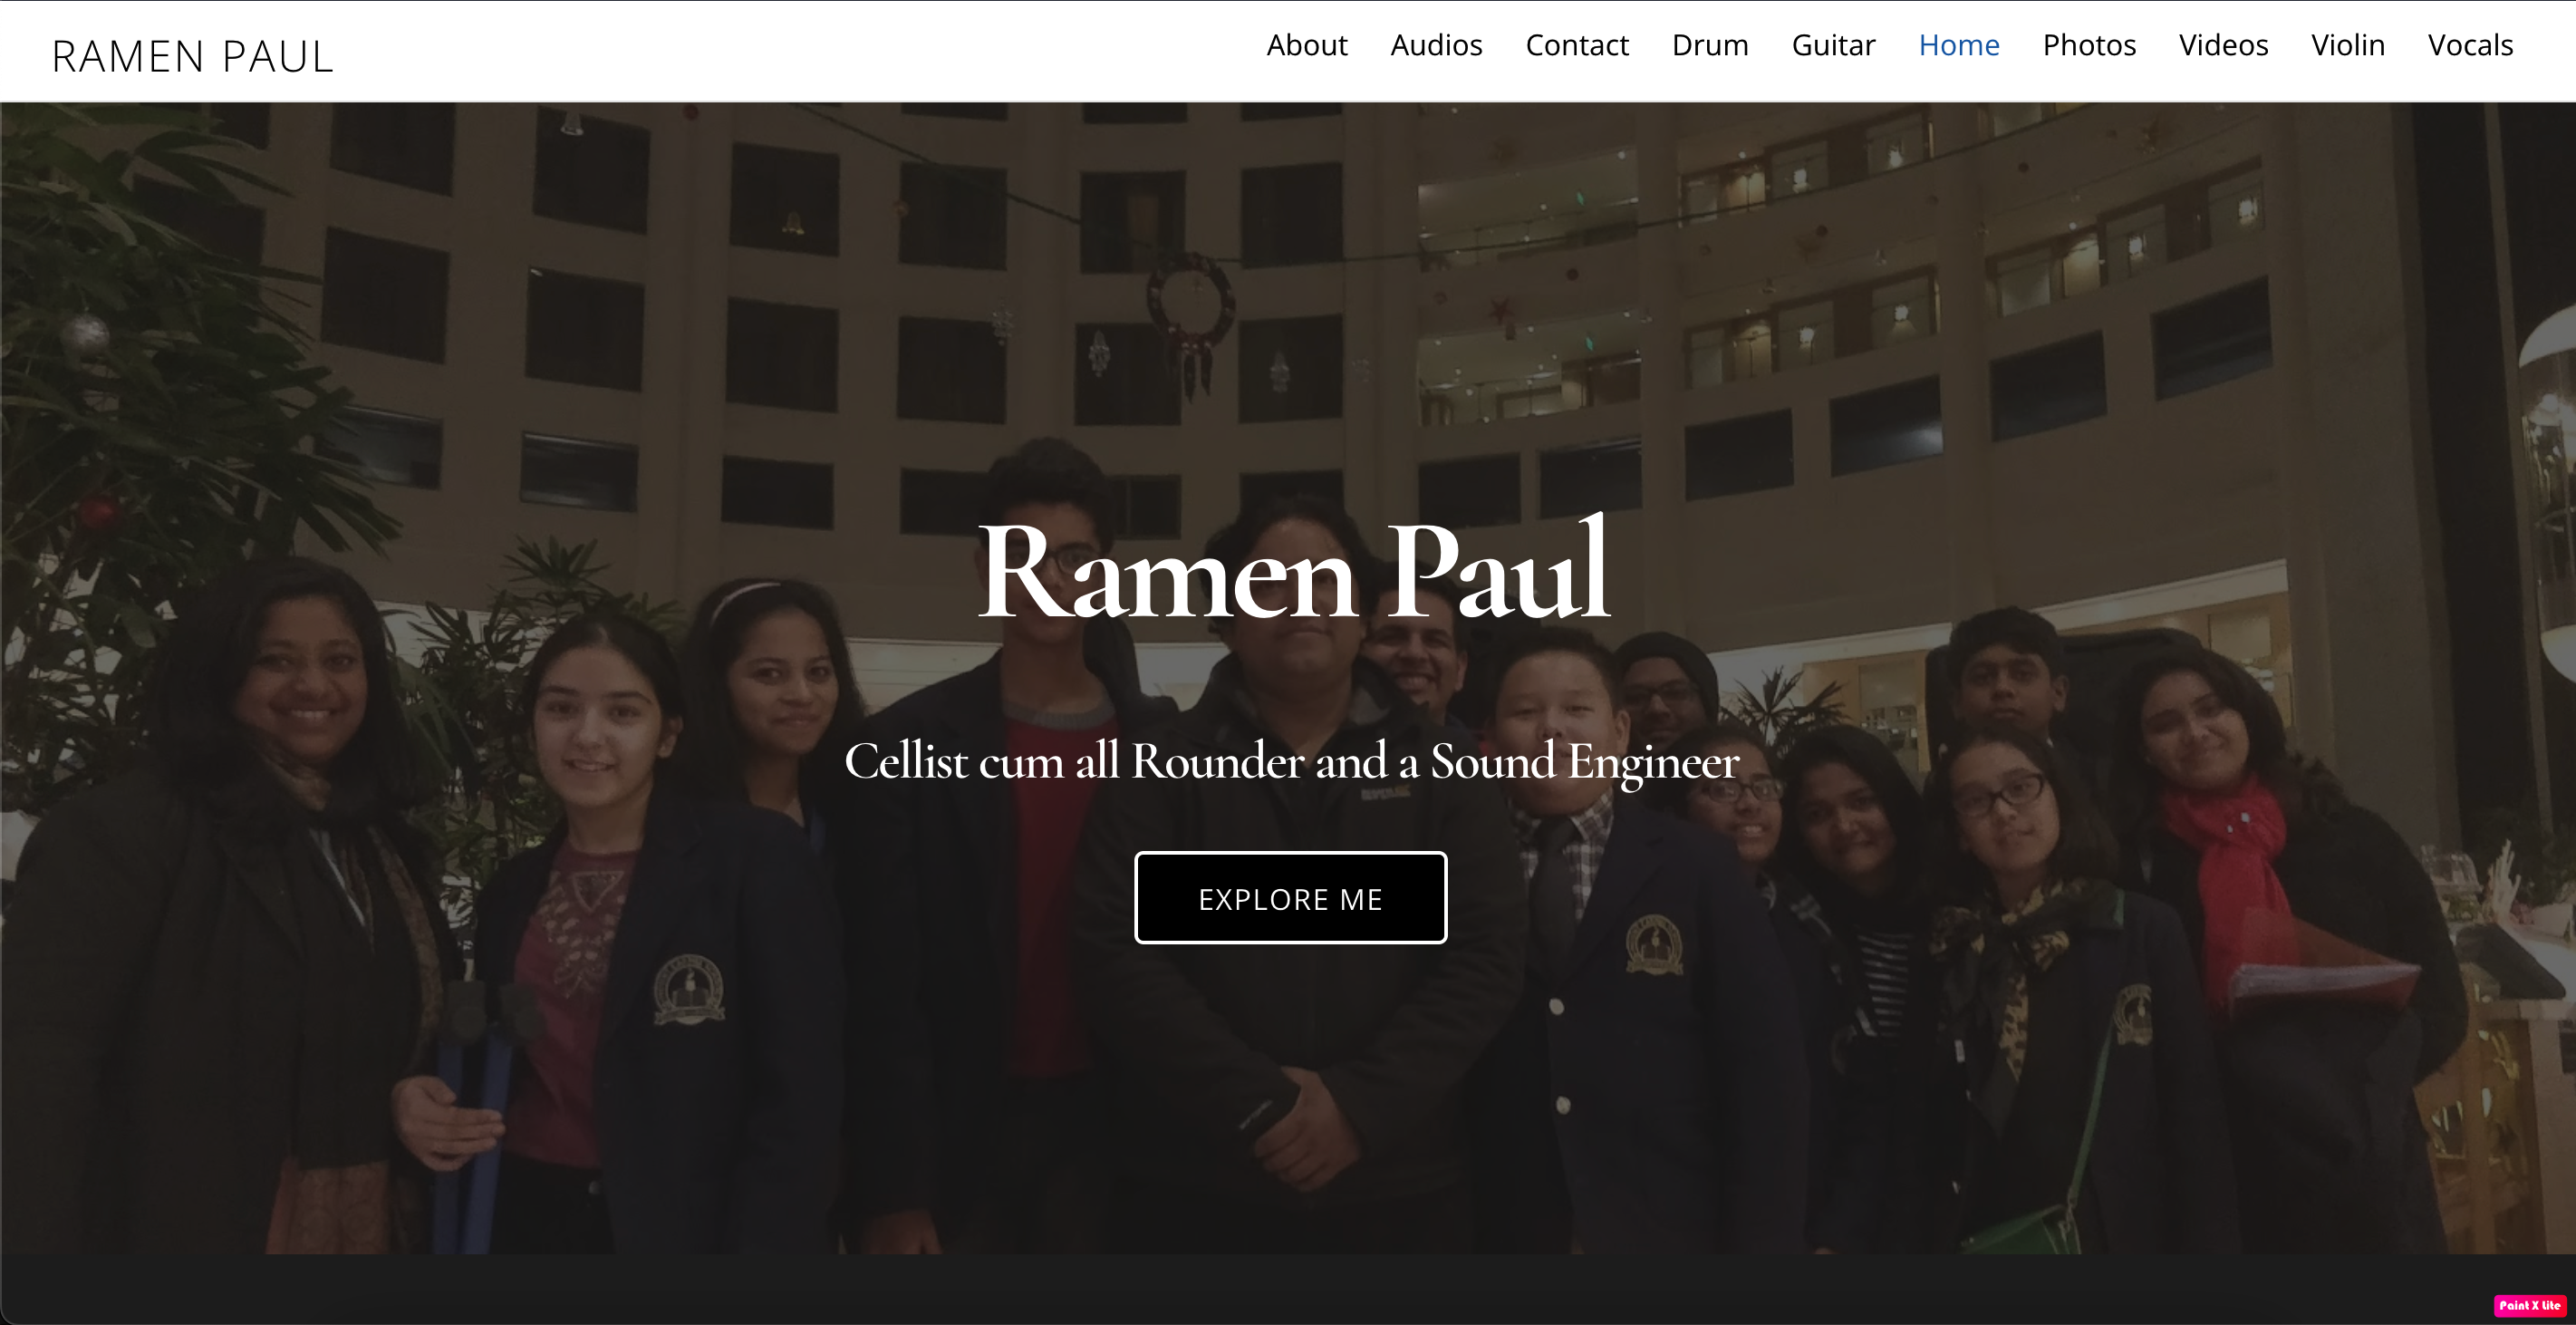 RAMEN PAUL
About Audios Contact Drum Guitar Home Photos Videos Violin Vocals
Ramen Paul
Cellist cum all Rounder and a Sound Engineer
EXPLORE ME
Paint X Lite